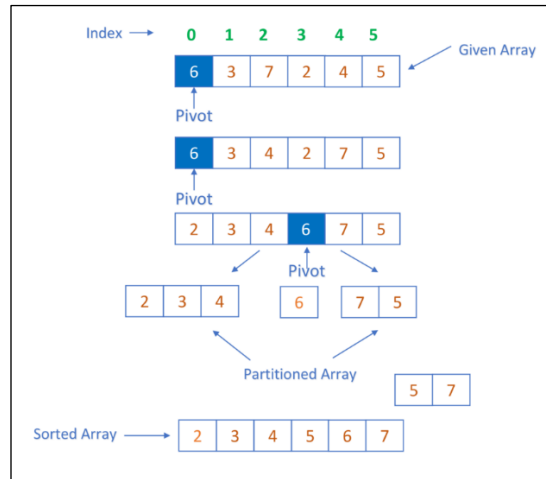 Index 0 1 2 3 4 5
Given Array
6 3 7 2 4 5
Pivot
6 3 4 2 7 5
Pivot
2 3 4 6 7 5
Pivot
2 3 4 6 7 5
Partitioned Array
5 7
Sorted Array 2 3 4 5 6 7